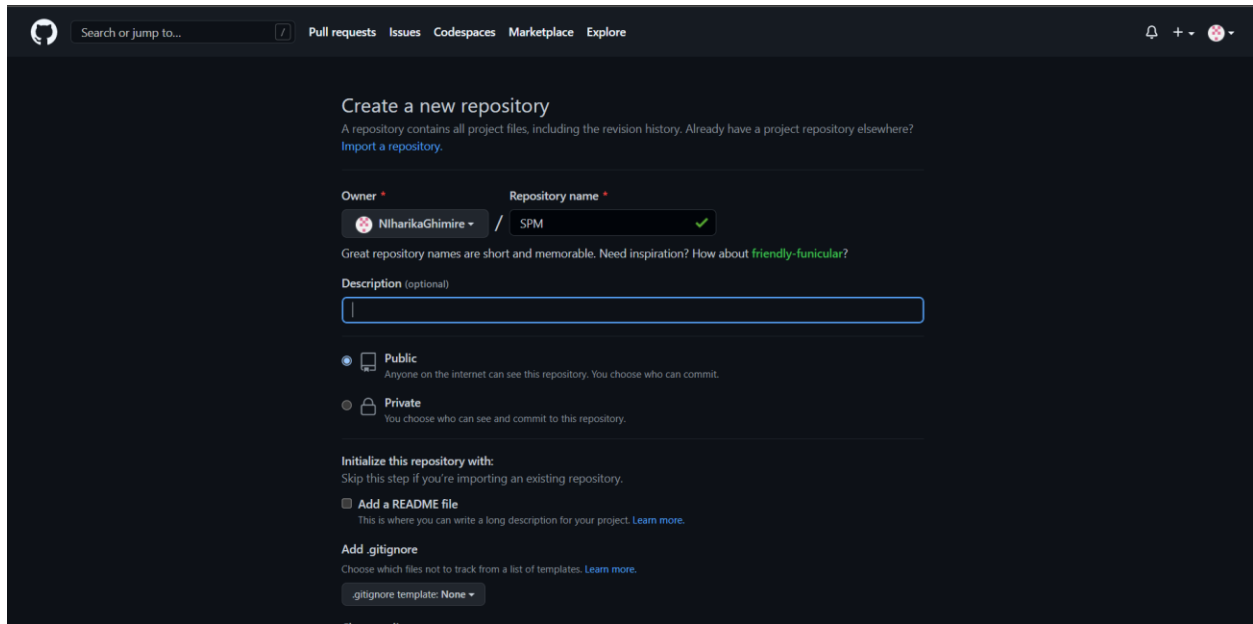 Search or jump to... / Pull requests Issues Codespaces Marketplace Explore
Create a new repository
A repository contains all project files, including the revision history. Already have a project repository elsewhere?
Import a repository.
Owner * Repository name *
NIharikaGhimire / SPM
Great repository names are short and memorable. Need inspiration? How about friendly-funicular?
Description (optional)
Public
Anyone on the internet can see this repository. You choose who can commit.
Private
You choose who can see and commit to this repository.
Initialize this repository with:
Skip this step if you're importing an existing repository.
Add a README file
This is where you can write a long description for your project. Learn more.
Add .gitignore
Choose which files not to track from a list of templates. Learn more.
.gitignore template: None